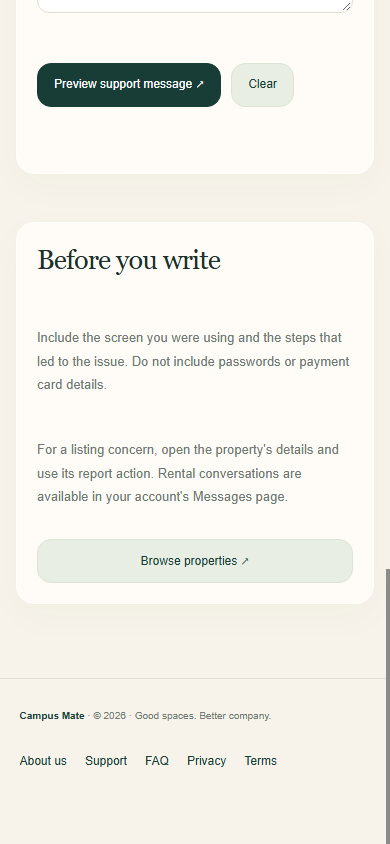 Preview support message ↗ Clear
Before you write
Include the screen you were using and the steps that
led to the issue. Do not include passwords or payment
card details.
For a listing concern, open the property's details and
use its report action. Rental conversations are
available in your account's Messages page.
Browse properties ↗
Campus Mate · © 2026 · Good spaces. Better company.
About us Support FAQ Privacy Terms